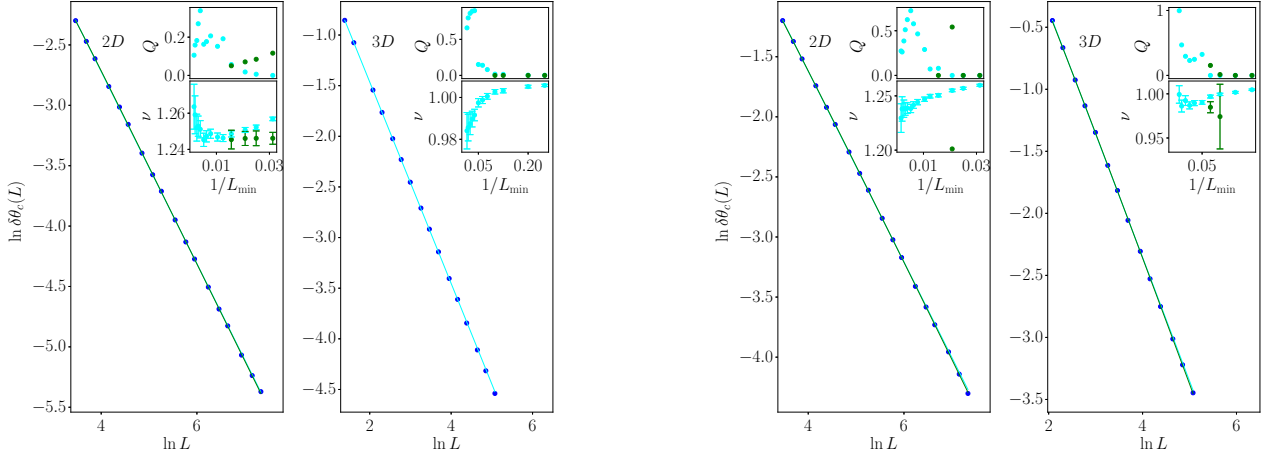 2D
Q
0.2
0.0
ν
1.26
1.24
0.01
0.03
1/L_min
ln δθ_c(L)
−2.5
−3.0
−3.5
−4.0
−4.5
−5.0
−5.5
4
6
ln L
3D
Q
0.5
0.0
ν
1.00
0.98
0.05
0.20
1/L_min
−1.0
−1.5
−2.0
−2.5
−3.0
−3.5
−4.0
−4.5
2
4
6
ln L
2D
Q
0.5
0.0
ν
1.25
1.20
0.01
0.03
1/L_min
ln δθ_c(L)
−1.5
−2.0
−2.5
−3.0
−3.5
−4.0
4
6
ln L
3D
Q
1
0
ν
1.00
0.95
0.05
1/L_min
−0.5
−1.0
−1.5
−2.0
−2.5
−3.0
−3.5
2
4
6
ln L